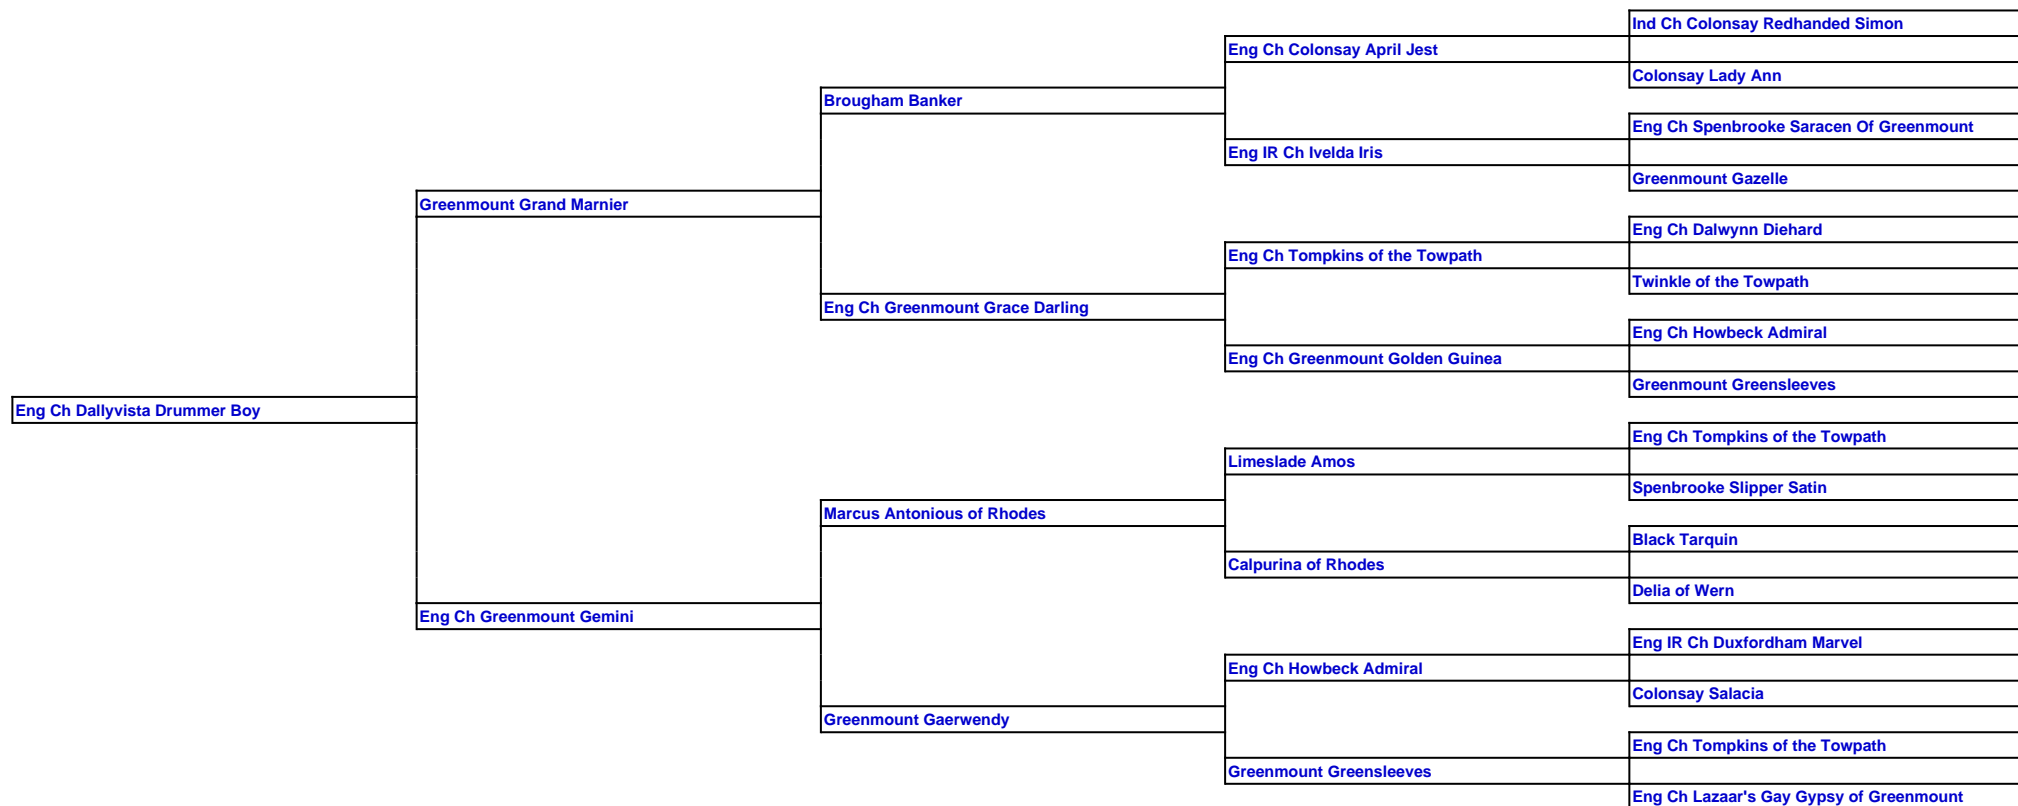 Ind Ch Colonsay Redhanded Simon
Eng Ch Colonsay April Jest
Colonsay Lady Ann
Brougham Banker
Eng Ch Spenbrooke Saracen Of Greenmount
Eng IR Ch Ivelda Iris
Greenmount Gazelle
Greenmount Grand Marnier
Eng Ch Dalwynn Diehard
Eng Ch Tompkins of the Towpath
Twinkle of the Towpath
Eng Ch Greenmount Grace Darling
Eng Ch Howbeck Admiral
Eng Ch Greenmount Golden Guinea
Greenmount Greensleeves
Eng Ch Dallyvista Drummer Boy
Eng Ch Tompkins of the Towpath
Limeslade Amos
Spenbrooke Slipper Satin
Marcus Antonious of Rhodes
Black Tarquin
Calpurina of Rhodes
Delia of Wern
Eng Ch Greenmount Gemini
Eng IR Ch Duxfordham Marvel
Eng Ch Howbeck Admiral
Colonsay Salacia
Greenmount Gaerwendy
Eng Ch Tompkins of the Towpath
Greenmount Greensleeves
Eng Ch Lazaar's Gay Gypsy of Greenmount